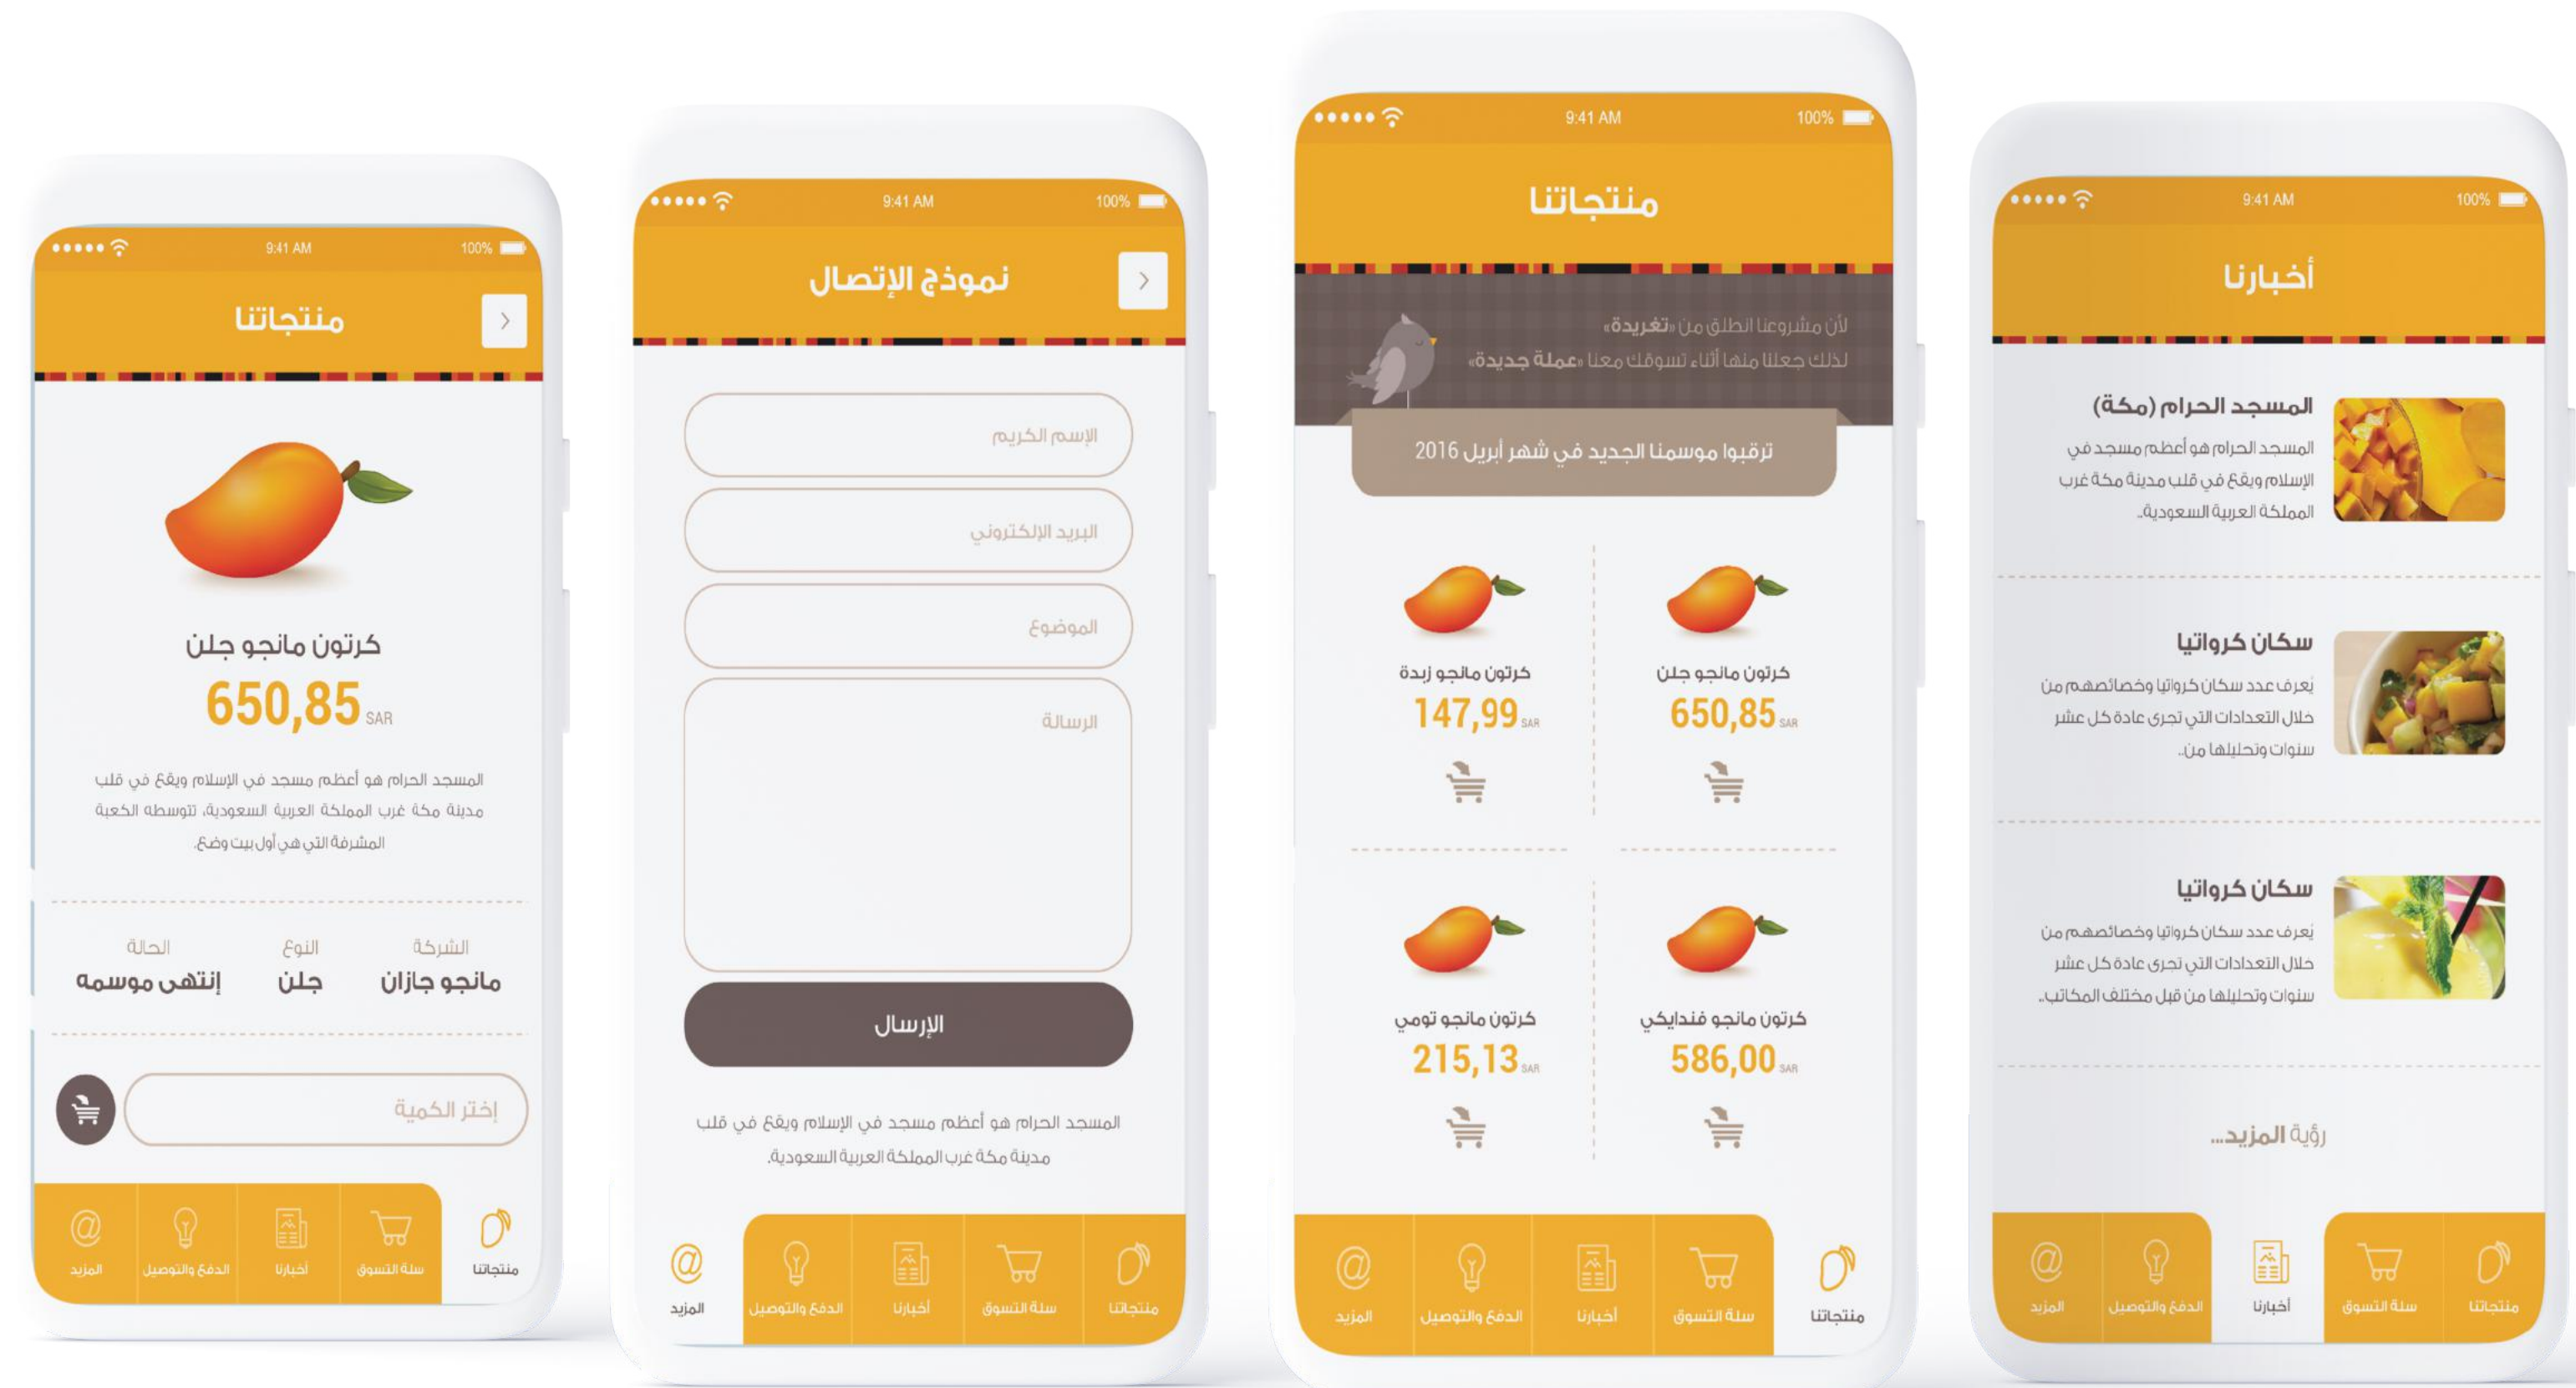 9:41 AM
100%
منتجاتنا
كرتون مانجو جلن
650,85 SAR
المسجد الحرام هو أعظم مسجد في الإسلام ويقع في قلب
مدينة مكة غرب المملكة العربية السعودية، تتوسطه الكعبة
المشرفة التي هي أول بيت وضع.
الشركة
النوع
الحالة
مانجو جازان
جلن
إنتهى موسمه
إختر الكمية
منتجاتنا
سلة التسوق
أخبارنا
الدفع والتوصيل
المزيد
9:41 AM
100%
نموذج الإتصال
الإسم الكريم
البريد الإلكتروني
الموضوع
الرسالة
الإرسال
المسجد الحرام هو أعظم مسجد في الإسلام ويقع في قلب
مدينة مكة غرب المملكة العربية السعودية.
منتجاتنا
سلة التسوق
أخبارنا
الدفع والتوصيل
المزيد
9:41 AM
100%
منتجاتنا
لأن مشروعنا انطلق من «تغريدة»
لذلك جعلنا منها أثناء تسوقك معنا «عملة جديدة»
ترقبوا موسمنا الجديد في شهر أبريل 2016
كرتون مانجو جلن
650,85 SAR
كرتون مانجو زبدة
147,99 SAR
كرتون مانجو فندايكي
586,00 SAR
كرتون مانجو تومي
215,13 SAR
منتجاتنا
سلة التسوق
أخبارنا
الدفع والتوصيل
المزيد
9:41 AM
100%
أخبارنا
المسجد الحرام (مكة)
المسجد الحرام هو أعظم مسجد في
الإسلام ويقع في قلب مدينة مكة غرب
المملكة العربية السعودية..
سكان كرواتيا
يُعرف عدد سكان كرواتيا وخصائصهم من
خلال التعدادات التي تجرى عادة كل عشر
سنوات وتحليلها من..
سكان كرواتيا
يُعرف عدد سكان كرواتيا وخصائصهم من
خلال التعدادات التي تجرى عادة كل عشر
سنوات وتحليلها من قبل مختلف المكاتب..
رؤية المزيد...
منتجاتنا
سلة التسوق
أخبارنا
الدفع والتوصيل
المزيد